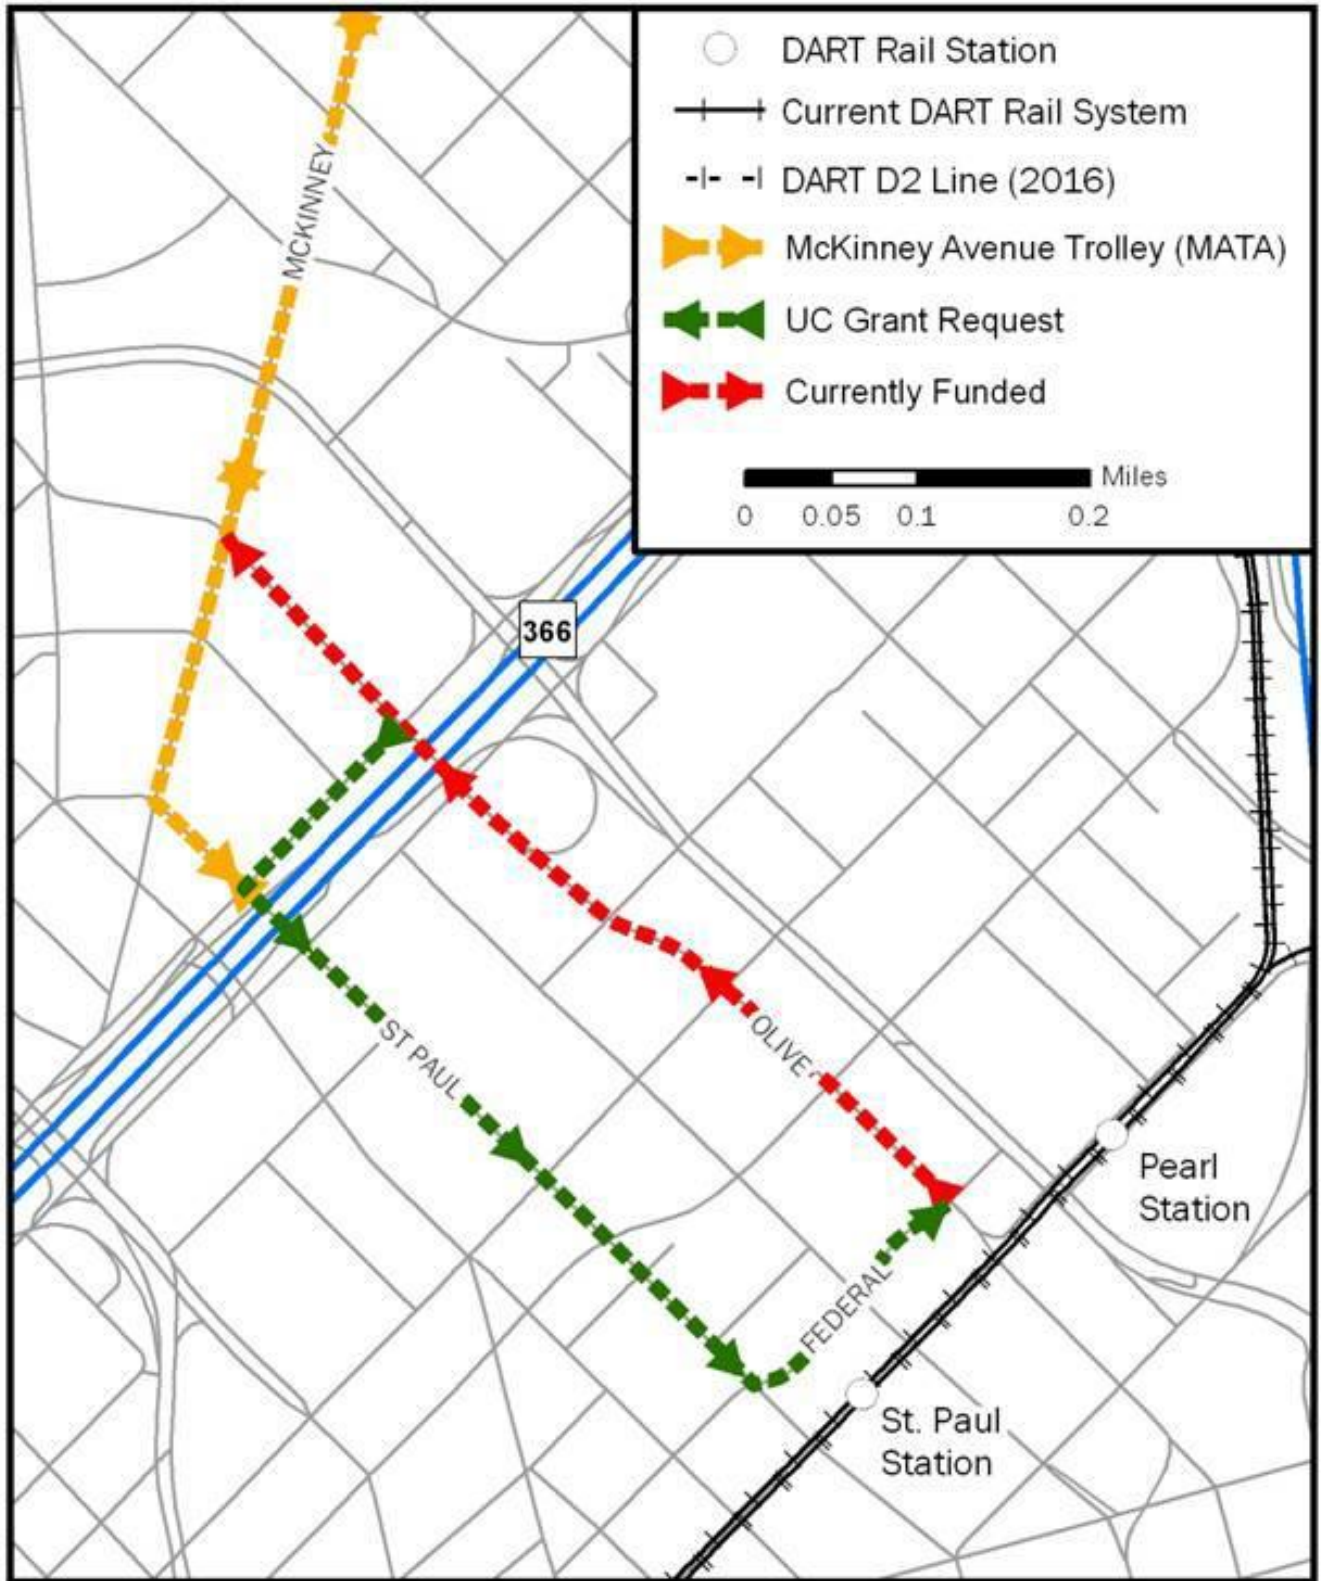 DART Rail Station
Current DART Rail System
DART D2 Line (2016)
McKinney Avenue Trolley (MATA)
UC Grant Request
Currently Funded
Miles
0 0.05 0.1 0.2
MCKINNEY
366
OLIVE
ST PAUL
Pearl
Station
FEDERAL
St. Paul
Station